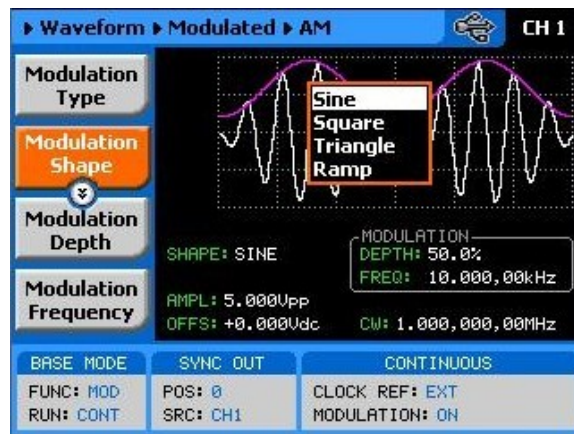 Waveform Modulated AM CH 1
Modulation Type
Modulation Shape
Modulation Depth
Modulation Frequency
Sine
Square
Triangle
Ramp
SHAPE: SINE
MODULATION
DEPTH: 50.0%
FREQ: 10.000,00kHz
AMPL: 5.000Vpp
OFFS: +0.000Vdc
CW: 1.000,000,00MHz
BASE MODE
FUNC: MOD
RUN: CONT
SYNC OUT
POS: 0
SRC: CH1
CONTINUOUS
CLOCK REF: EXT
MODULATION: ON